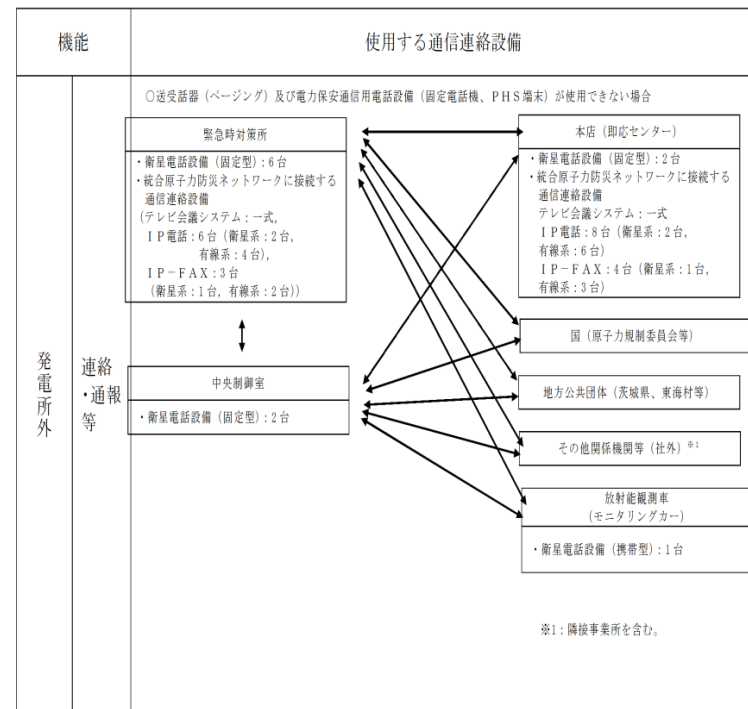 機能
使用する通信連絡設備
発電所外
連絡
・通報
等
○送受話器（ページング）及び電力保安通信用電話設備（固定電話機、ＰＨＳ端末）が使用できない場合
緊急時対策所
・衛星電話設備（固定型）：6台
・統合原子力防災ネットワークに接続する
通信連絡設備
（テレビ会議システム：一式,
ＩＰ電話：6台（衛星系：2台,
有線系：4台),
ＩＰ－ＦＡＸ：3台
（衛星系：1台, 有線系：2台））
中央制御室
・衛星電話設備（固定型）：2台
本店（即応センター）
・衛星電話設備（固定型）：2台
・統合原子力防災ネットワークに接続する
通信連絡設備
テレビ会議システム：一式
ＩＰ電話：8台（衛星系：2台,
有線系：6台）
ＩＰ－ＦＡＸ：4台（衛星系：1台,
有線系：3台）
国（原子力規制委員会等）
地方公共団体（茨城県、東海村等）
その他関係機関等（社外）※1
放射能観測車
（モニタリングカー）
・衛星電話設備（携帯型）：1台
※1：隣接事業所を含む。